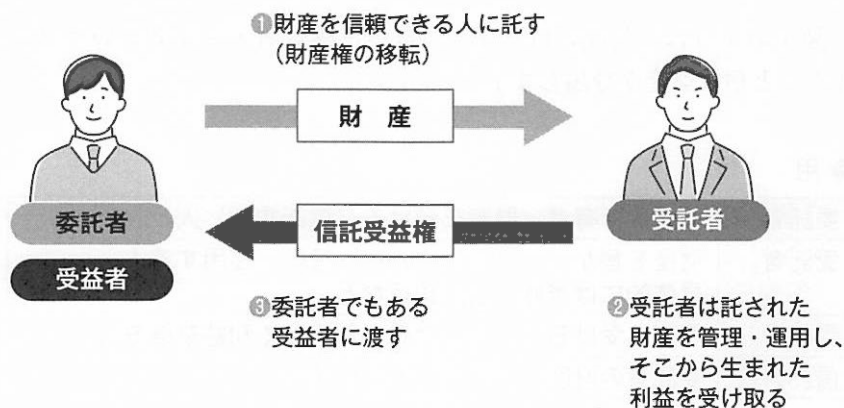 ❶財産を信頼できる人に託す
(財産権の移転)
財 産
委託者
受益者
受託者
信託受益権
❷受託者は託された
財産を管理・運用し、
そこから生まれた
利益を受け取る
❸委託者でもある
受益者に渡す